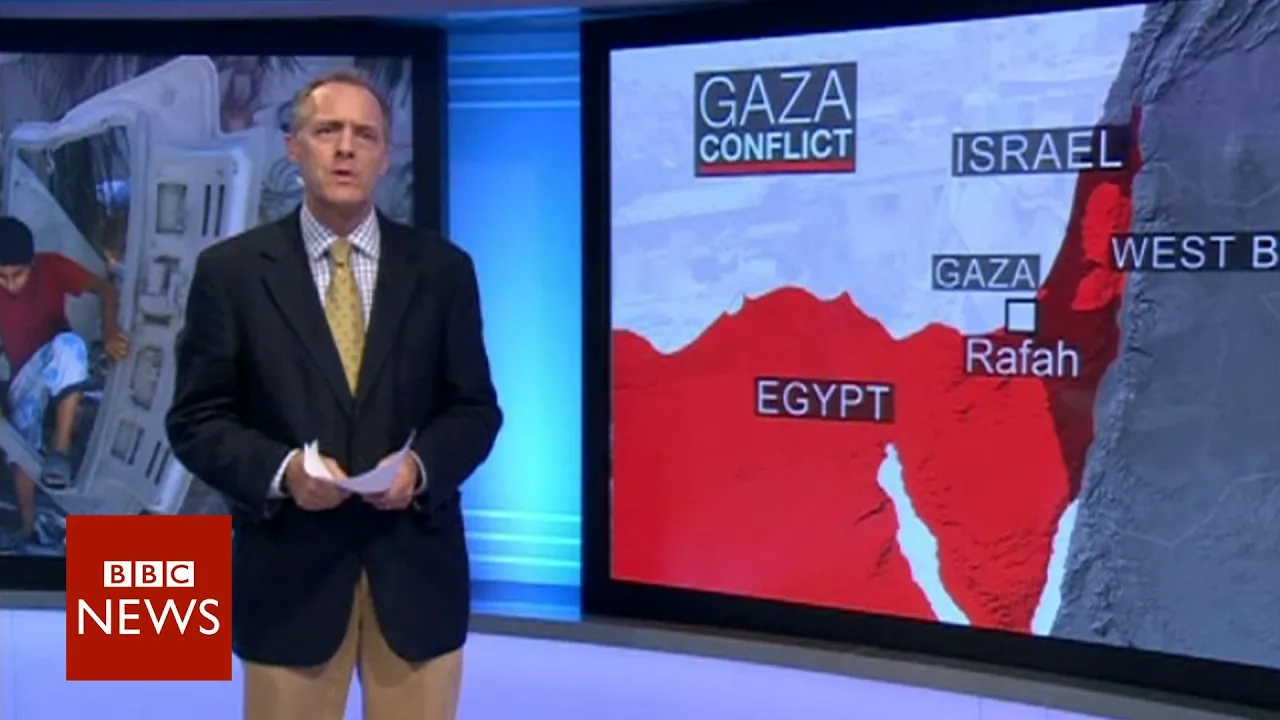 GAZA
CONFLICT
ISRAEL
WEST B
GAZA
Rafah
EGYPT
BBC
NEWS